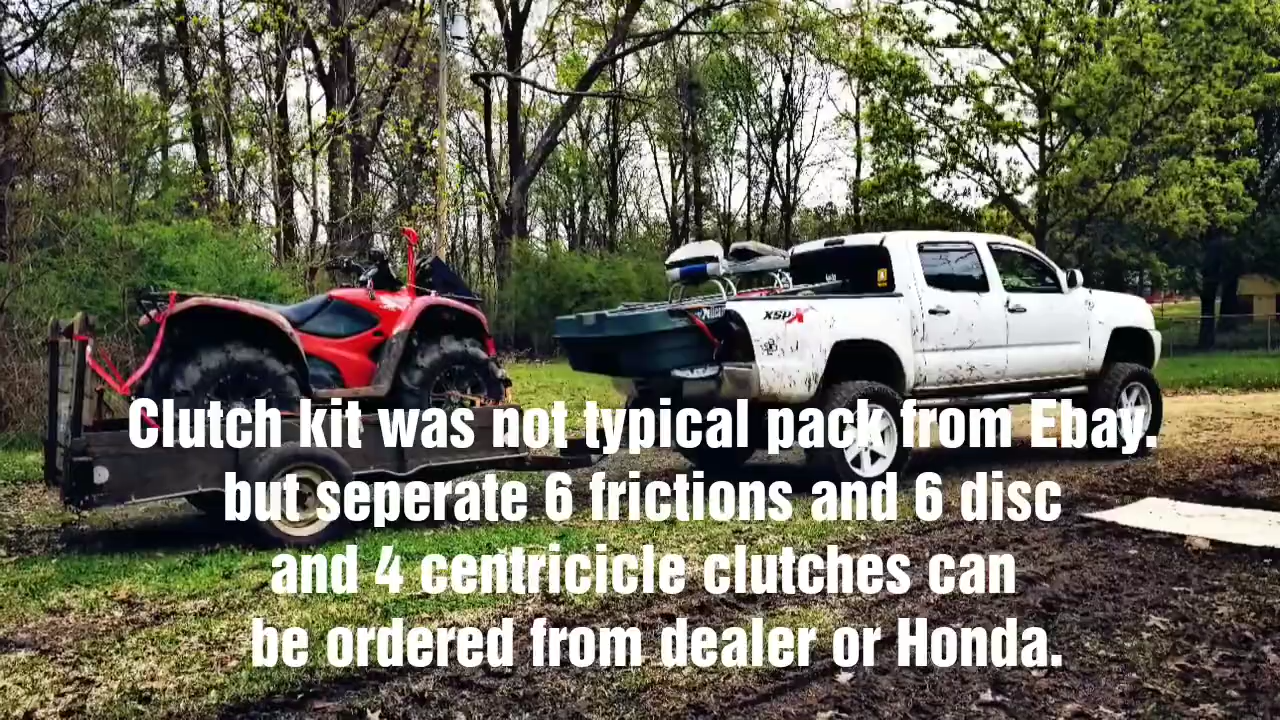 XSP X
Clutch kit was not typical pack from Ebay.
but seperate 6 frictions and 6 disc
and 4 centricicle clutches can
be ordered from dealer or Honda.